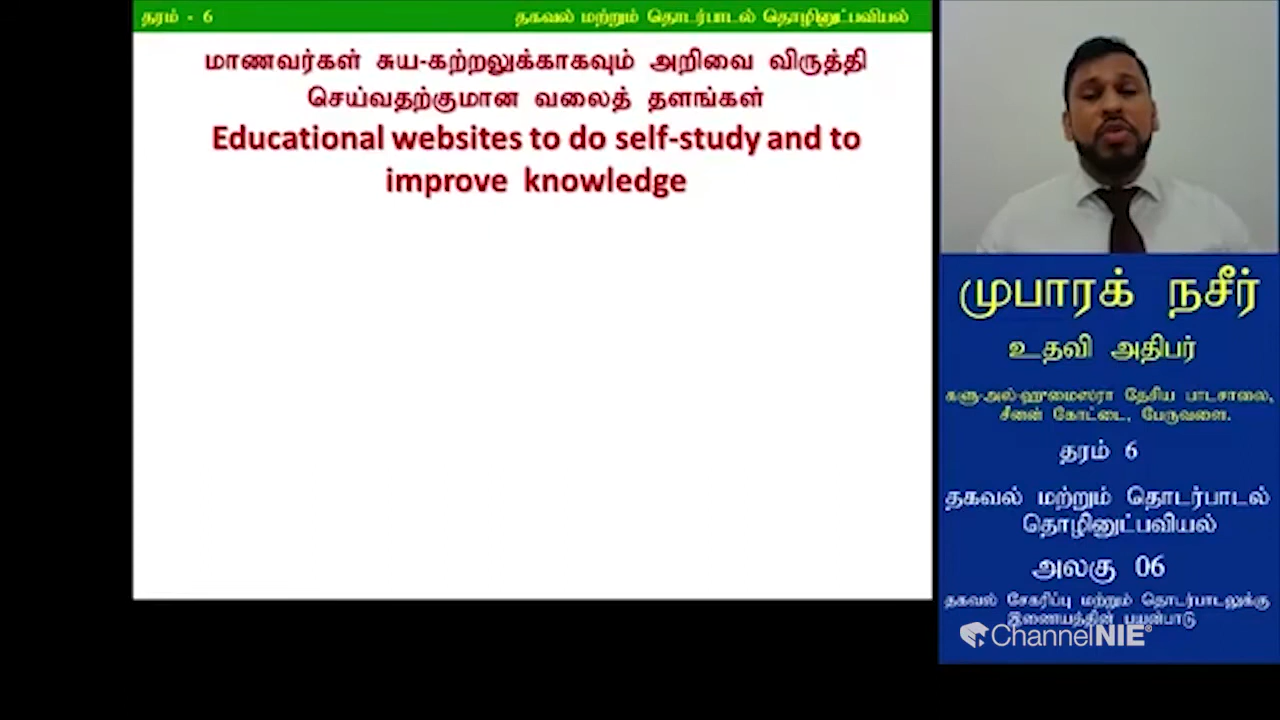 தரம் - 6
தகவல் மற்றும் தொடர்பாடல் தொழினுட்பவியல்
மாணவர்கள் சுய-கற்றலுக்காகவும் அறிவை விருத்தி
செய்வதற்குமான வலைத் தளங்கள்
Educational websites to do self-study and to
improve knowledge
முபாரக் நசீர்
உதவி அதிபர்
களு-அல்-ஹுமைஸரா தேசிய பாடசாலை,
சீனன் கோட்டை, பேருவளை.
தரம் 6
தகவல் மற்றும் தொடர்பாடல்
தொழினுட்பவியல்
அலகு 06
தகவல் சேகரிப்பு மற்றும் தொடர்பாடலுக்கு
இணையத்தின் பயன்பாடு
ChannelNIE